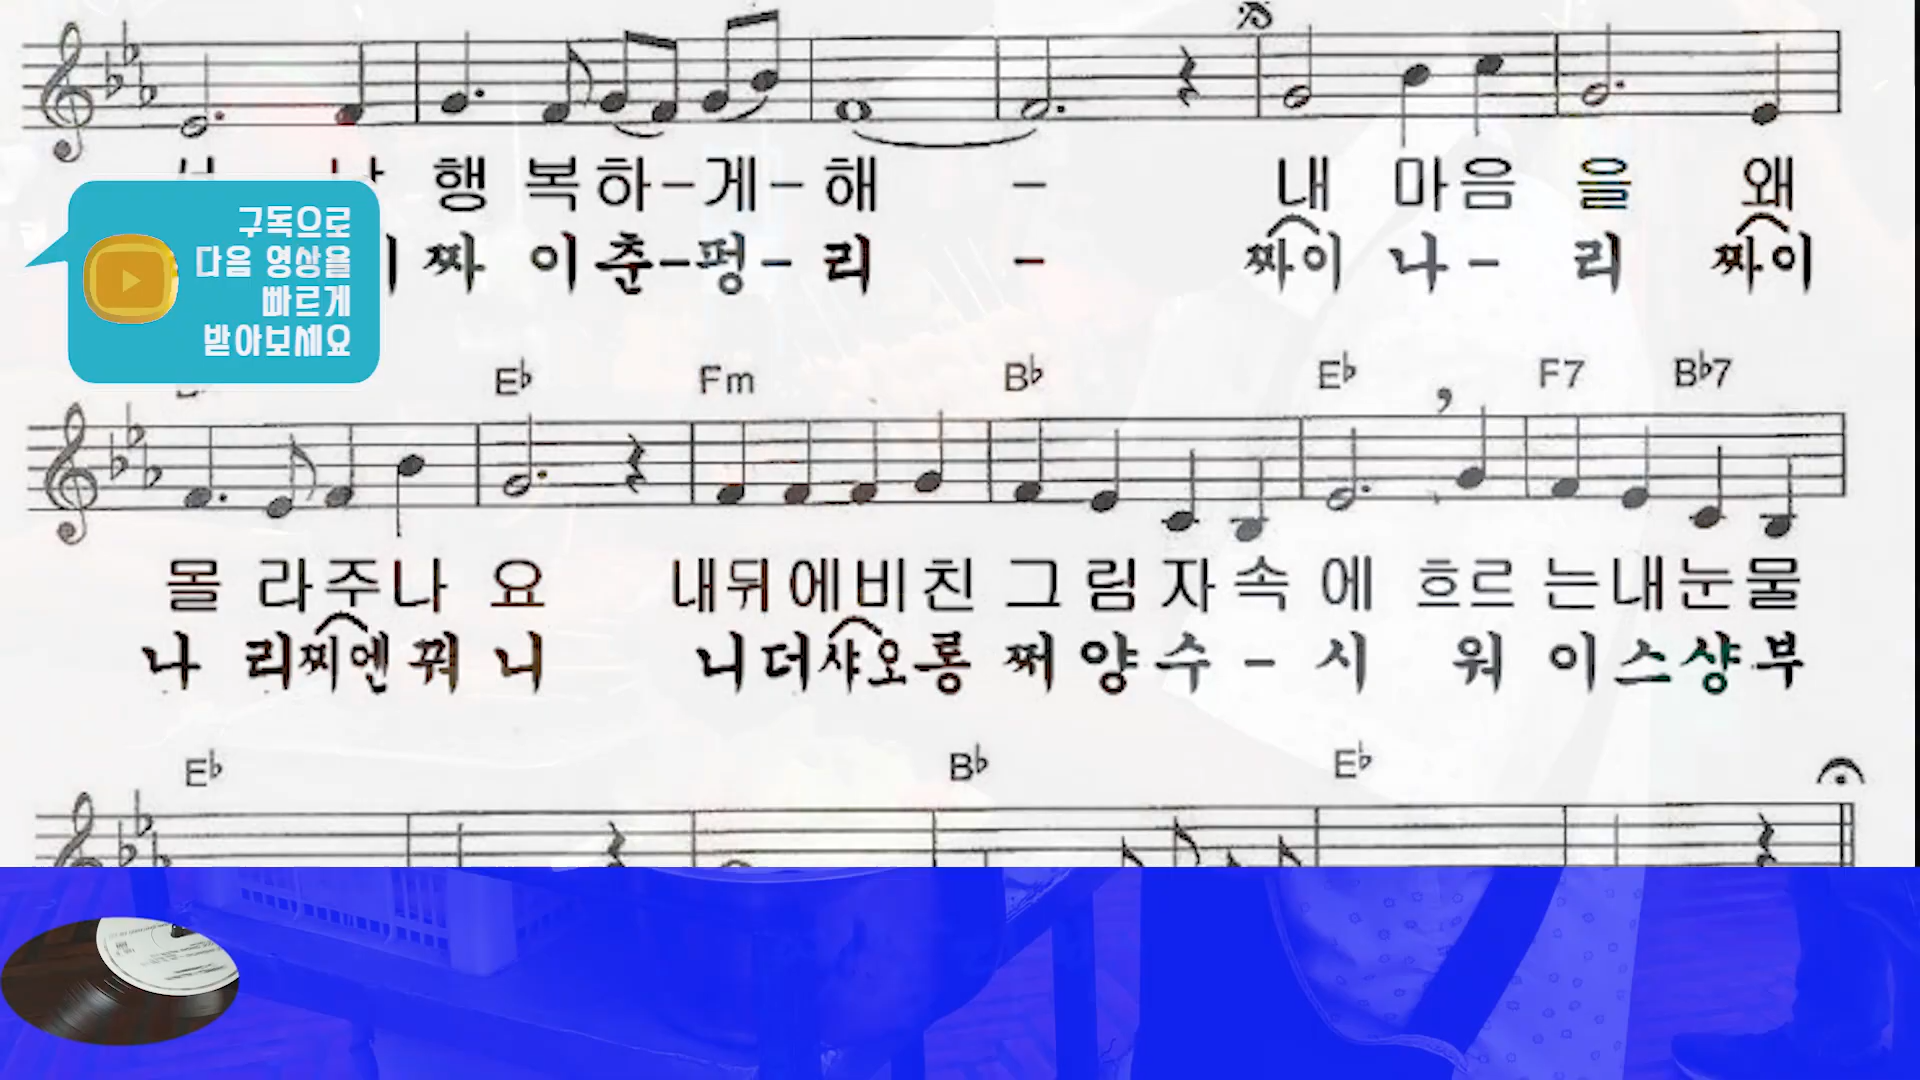 행 복 하 - 게 - 해 - 내 마 음 을 왜
짜 이 춘 - 펑 - 리 - 짜이 나 - 리 짜이
구독으로
다음 영상을
빠르게
받아보세요
E♭ Fm B♭ E♭ F7 B♭7
몰 라 주 나 요 내 뒤 에 비 친 그 림 자 속 에 흐르 는 내 눈 물
나 리 찌엔 꿔 니 니 더 샤오 롱 쩌 양 수 - 시 워 이 스 샹 부
E♭ B♭ E♭